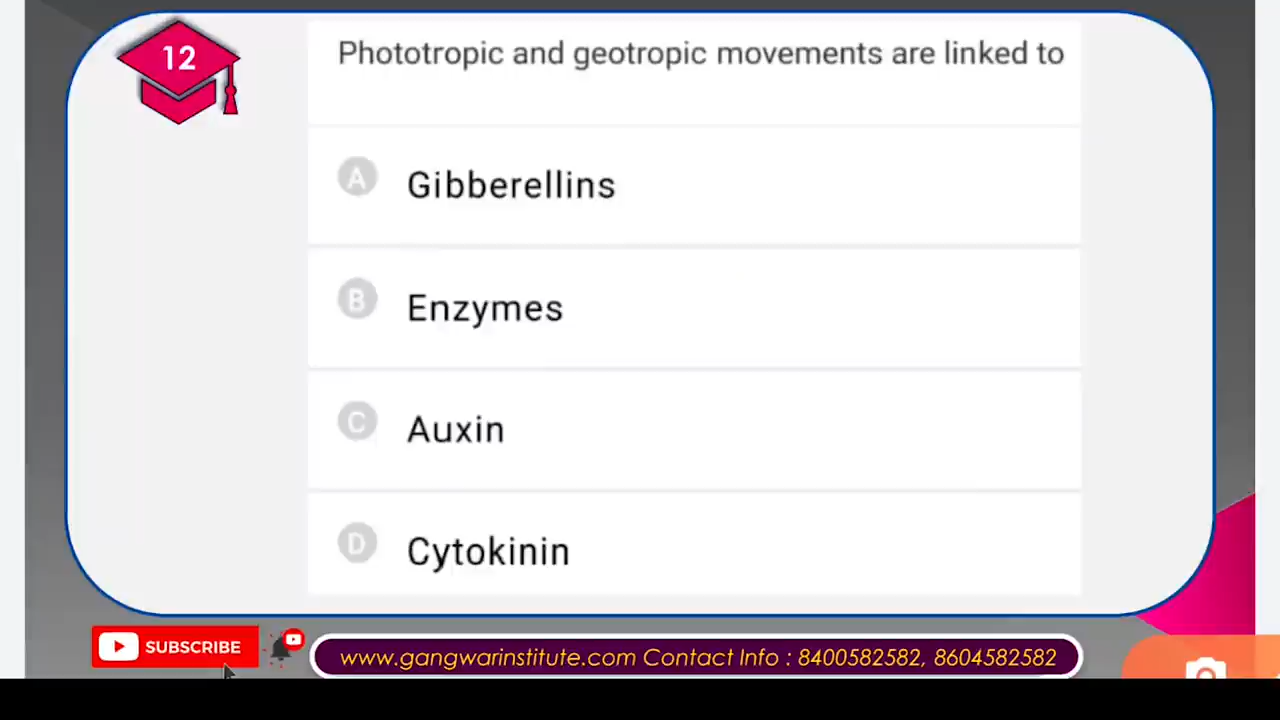 12
Phototropic and geotropic movements are linked to
A Gibberellins
B Enzymes
C Auxin
D Cytokinin
SUBSCRIBE
www.gangwarinstitute.com Contact Info : 8400582582, 8604582582